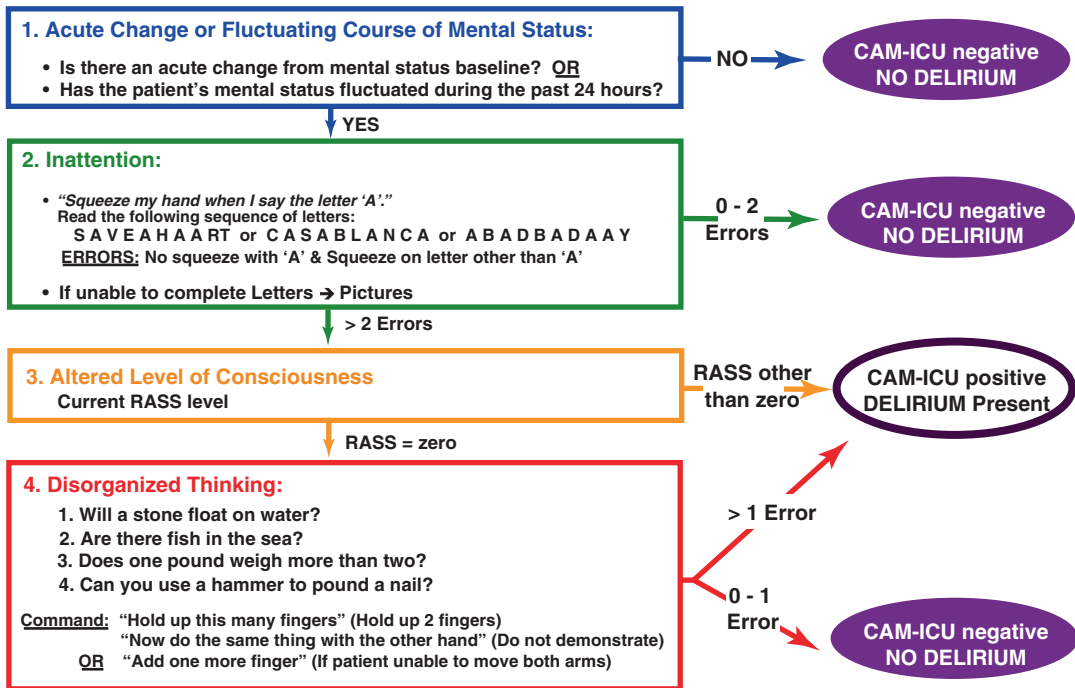 1. Acute Change or Fluctuating Course of Mental Status:
• Is there an acute change from mental status baseline? OR
• Has the patient's mental status fluctuated during the past 24 hours?
NO
CAM-ICU negative
NO DELIRIUM
YES
2. Inattention:
• “Squeeze my hand when I say the letter ‘A’.”
Read the following sequence of letters:
S A V E A H A A R T or C A S A B L A N C A or A B A D B A D A A Y
ERRORS: No squeeze with ‘A’ & Squeeze on letter other than ‘A’
• If unable to complete Letters → Pictures
0 - 2
Errors
CAM-ICU negative
NO DELIRIUM
> 2 Errors
3. Altered Level of Consciousness
Current RASS level
RASS other
than zero
CAM-ICU positive
DELIRIUM Present
RASS = zero
4. Disorganized Thinking:
1. Will a stone float on water?
2. Are there fish in the sea?
3. Does one pound weigh more than two?
4. Can you use a hammer to pound a nail?
Command: “Hold up this many fingers” (Hold up 2 fingers)
“Now do the same thing with the other hand” (Do not demonstrate)
OR “Add one more finger” (If patient unable to move both arms)
> 1 Error
0 - 1
Error
CAM-ICU negative
NO DELIRIUM